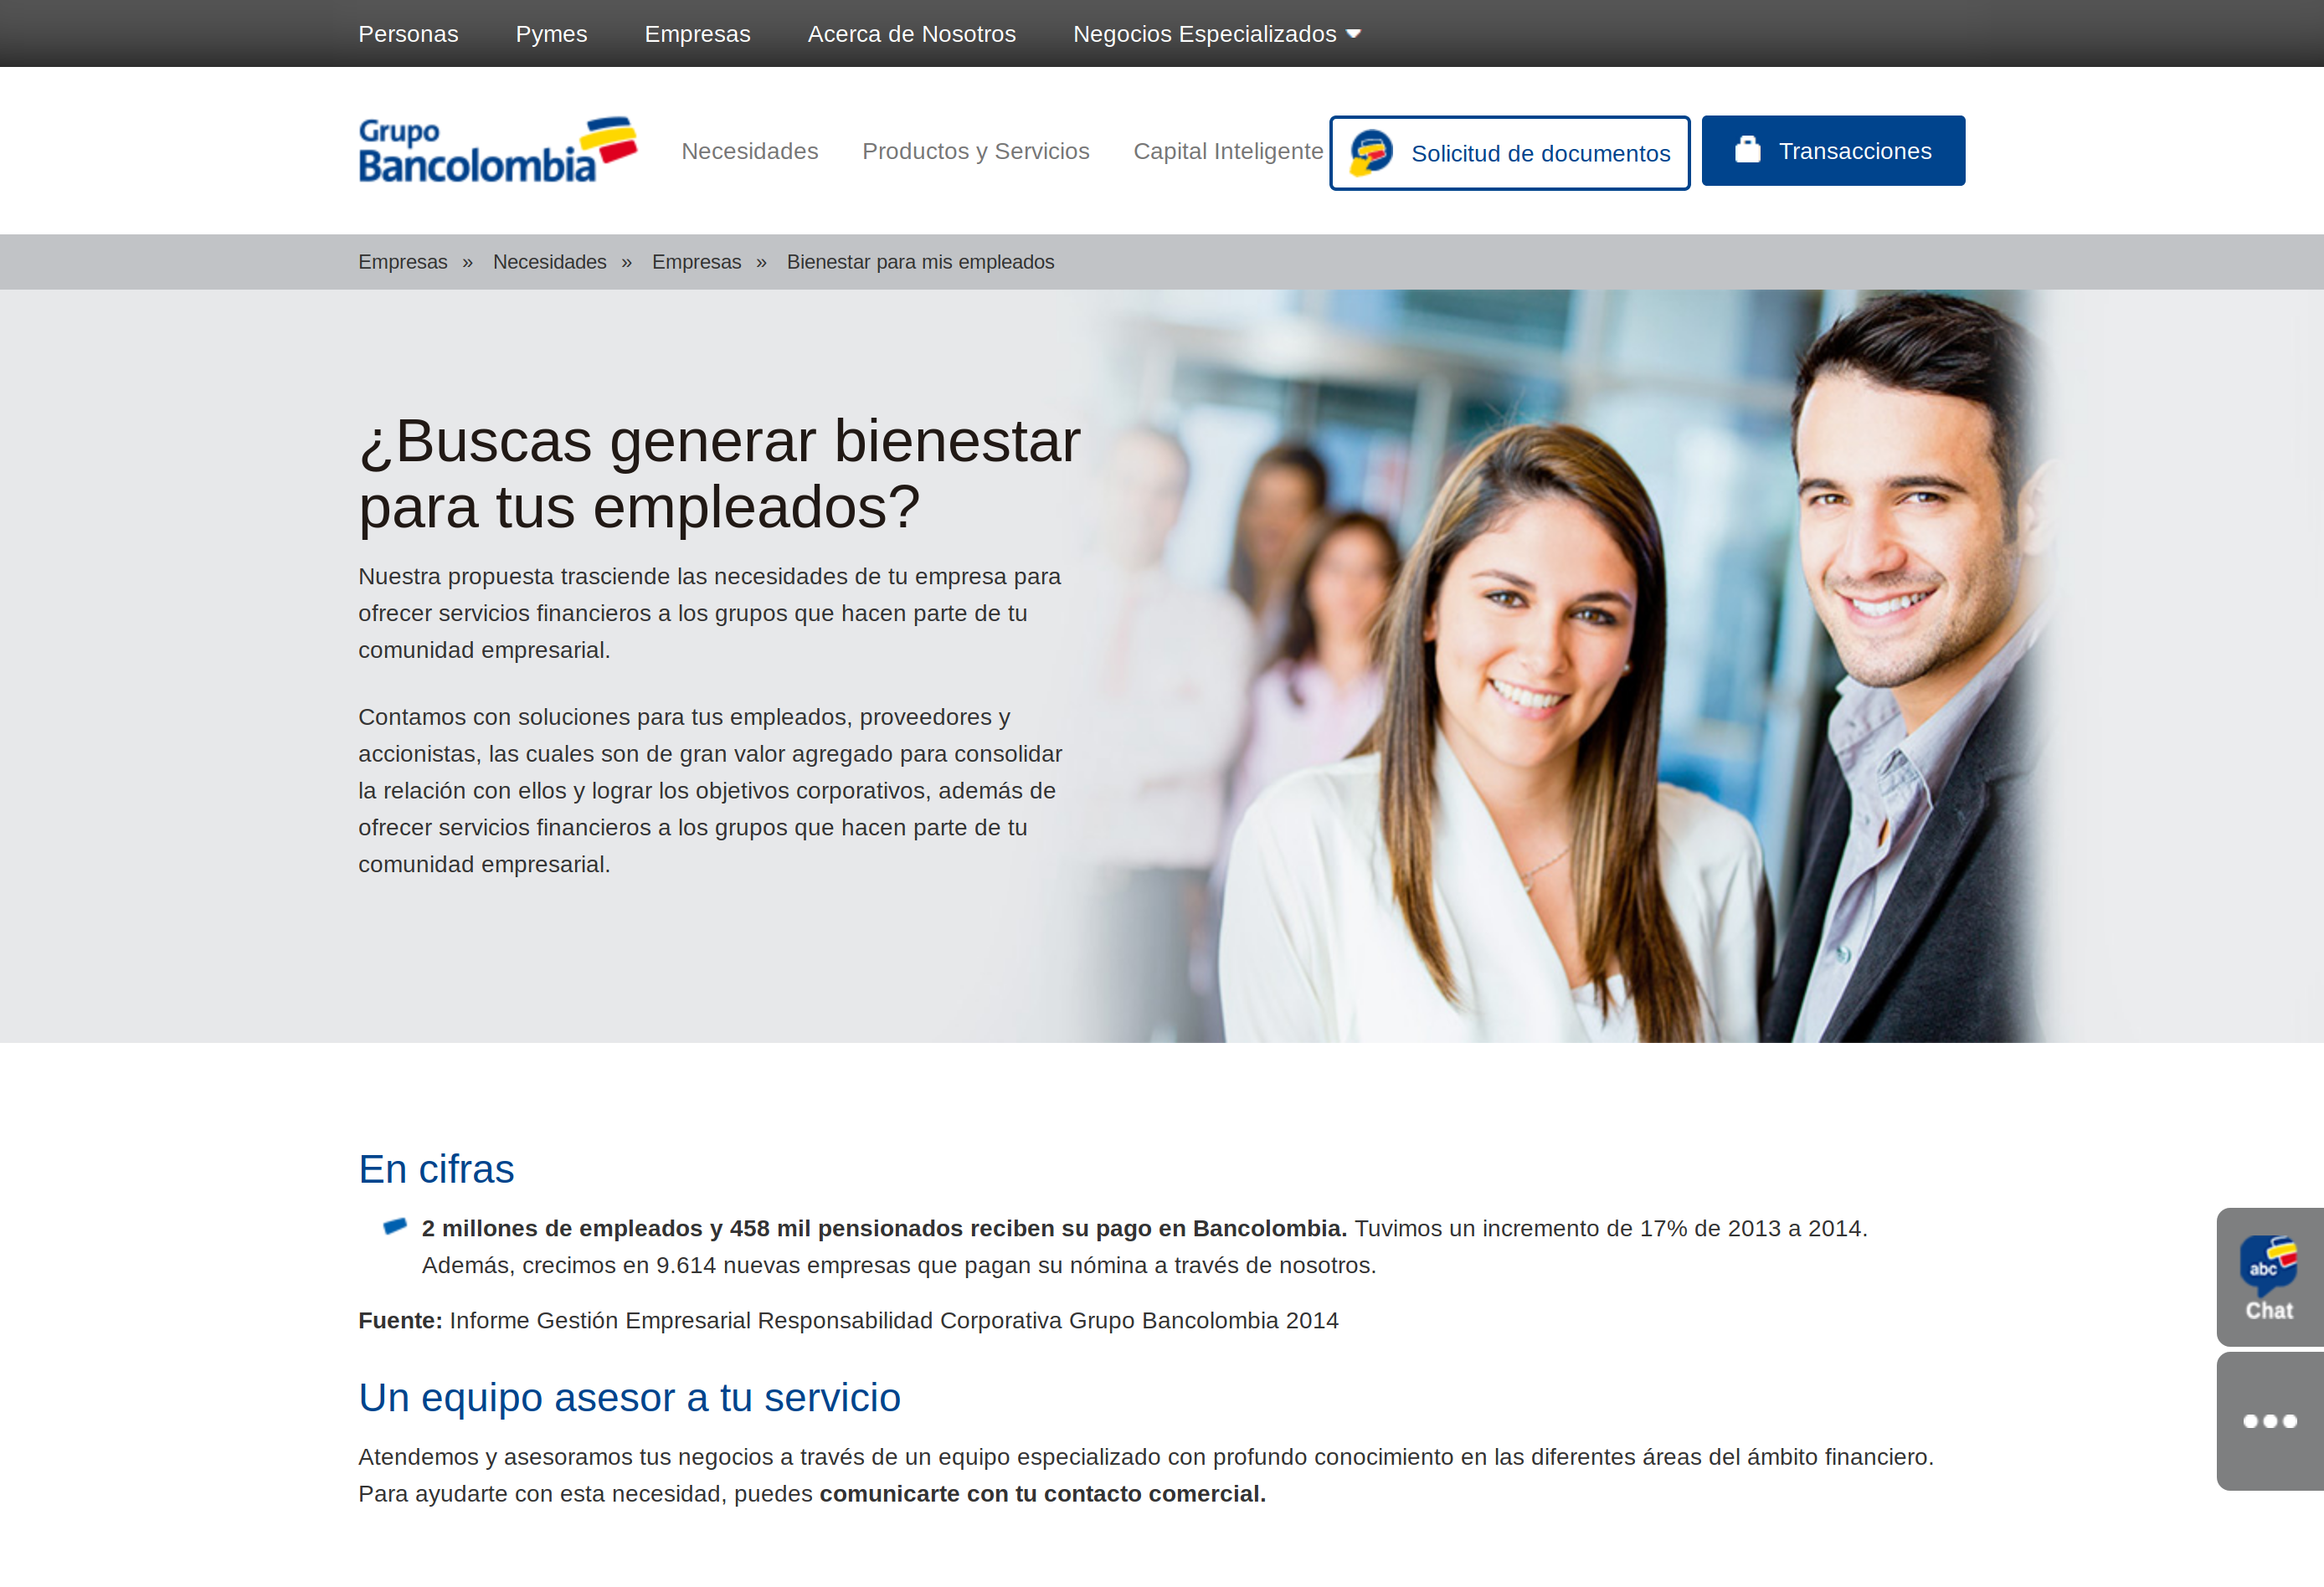 Personas Pymes Empresas Acerca de Nosotros Negocios Especializados
Grupo
Bancolombia
Necesidades Productos y Servicios Capital Inteligente Solicitud de documentos Transacciones
Empresas » Necesidades » Empresas » Bienestar para mis empleados
¿Buscas generar bienestar
para tus empleados?
Nuestra propuesta trasciende las necesidades de tu empresa para
ofrecer servicios financieros a los grupos que hacen parte de tu
comunidad empresarial.
Contamos con soluciones para tus empleados, proveedores y
accionistas, las cuales son de gran valor agregado para consolidar
la relación con ellos y lograr los objetivos corporativos, además de
ofrecer servicios financieros a los grupos que hacen parte de tu
comunidad empresarial.
En cifras
2 millones de empleados y 458 mil pensionados reciben su pago en Bancolombia. Tuvimos un incremento de 17% de 2013 a 2014.
Además, crecimos en 9.614 nuevas empresas que pagan su nómina a través de nosotros.
Fuente: Informe Gestión Empresarial Responsabilidad Corporativa Grupo Bancolombia 2014
Un equipo asesor a tu servicio
Atendemos y asesoramos tus negocios a través de un equipo especializado con profundo conocimiento en las diferentes áreas del ámbito financiero.
Para ayudarte con esta necesidad, puedes comunicarte con tu contacto comercial.
abc
Chat